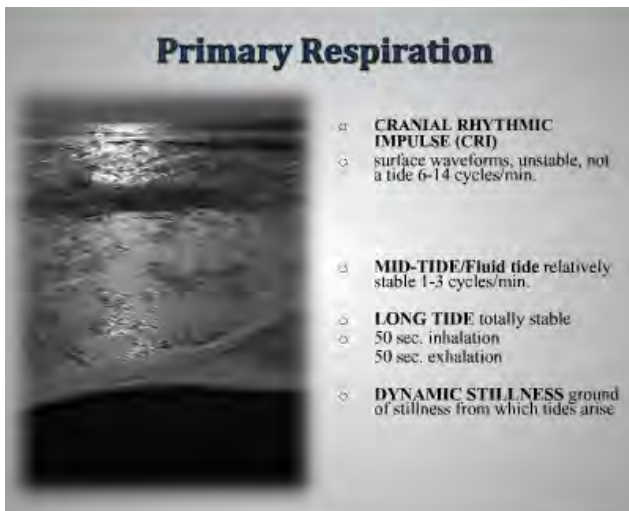 Primary Respiration
CRANIAL RHYTHMIC
IMPULSE (CRI)
surface waveforms, unstable, not
a tide 6-14 cycles/min.
MID-TIDE/Fluid tide relatively
stable 1-3 cycles/min.
LONG TIDE totally stable
50 sec. inhalation
50 sec. exhalation
DYNAMIC STILLNESS ground
of stillness from which tides arise